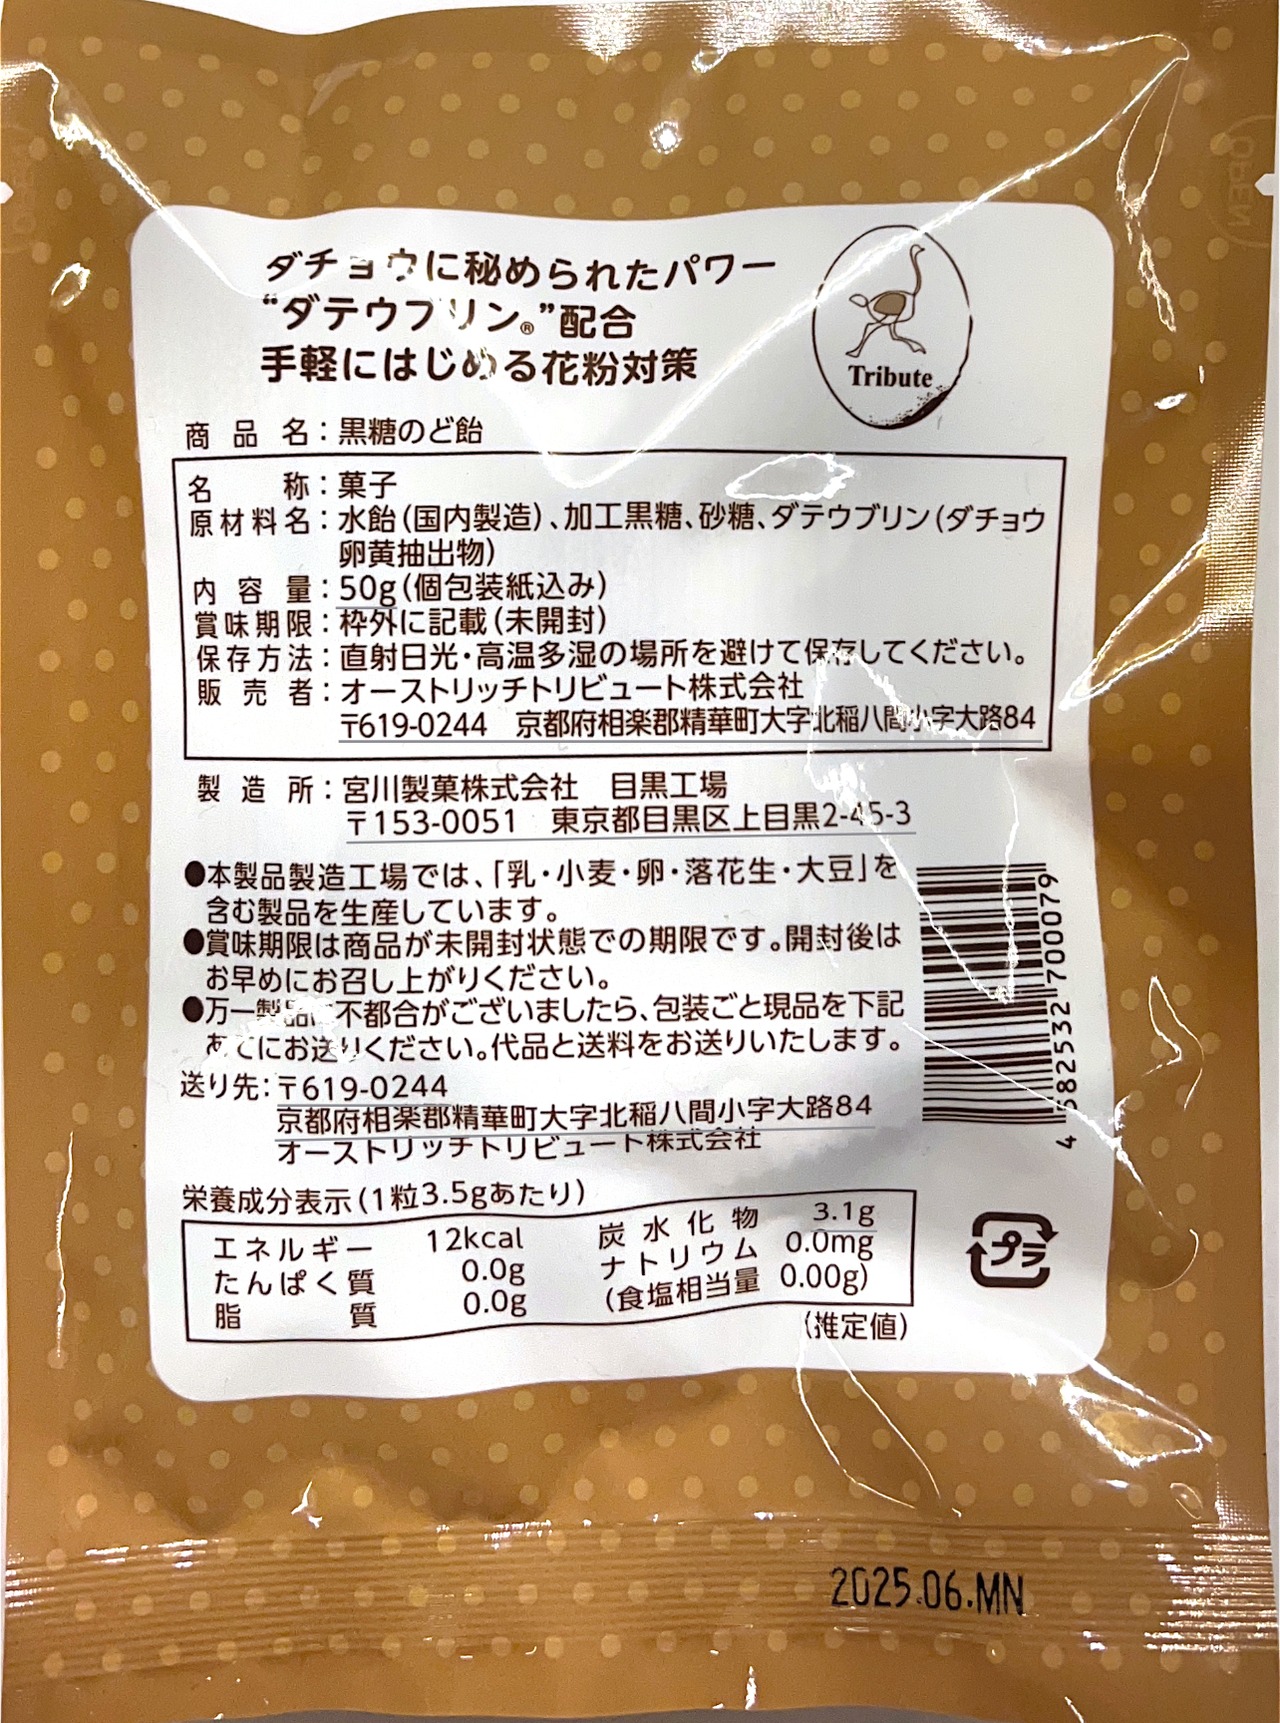 ダチョウに秘められたパワー
“ダテウブリン®”配合
手軽にはじめる花粉対策
Tribute
商品名：黒糖のど飴
名称：菓子
原材料名：水飴(国内製造)、加工黒糖、砂糖、ダテウブリン(ダチョウ
卵黄抽出物)
内容量：50g(個包装紙込み)
賞味期限：枠外に記載(未開封)
保存方法：直射日光・高温多湿の場所を避けて保存してください。
販売者：オーストリッチトリビュート株式会社
〒619-0244 京都府相楽郡精華町大字北稲八間小字大路84
製造所：宮川製菓株式会社 目黒工場
〒153-0051 東京都目黒区上目黒2-45-3
●本製品製造工場では、「乳・小麦・卵・落花生・大豆」を
含む製品を生産しています。
●賞味期限は商品が未開封状態での期限です。開封後は
お早めにお召し上がりください。
●万一製品に不都合がございましたら、包装ごと現品を下記
あてにお送りください。代品と送料をお送りいたします。
送り先：〒619-0244
京都府相楽郡精華町大字北稲八間小字大路84
オーストリッチトリビュート株式会社
4 582532 700079
栄養成分表示(1粒3.5gあたり)
エネルギー 12kcal 炭水化物 3.1g
たんぱく質 0.0g ナトリウム 0.0mg
脂質 0.0g (食塩相当量 0.00g)
(推定値)
プラ
2025.06.MN
OPEN